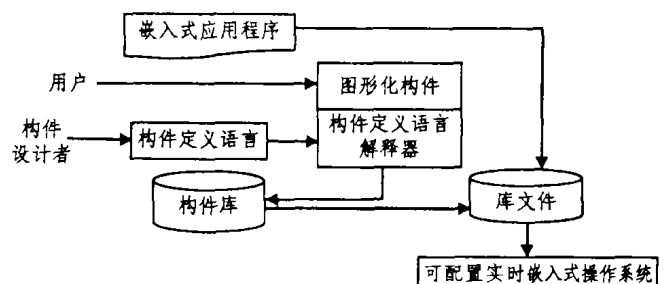 嵌入式应用程序
用户
图形化构件
构件
设计者
构件定义语言
构件定义语言
解释器
构件库
库文件
可配置实时嵌入式操作系统